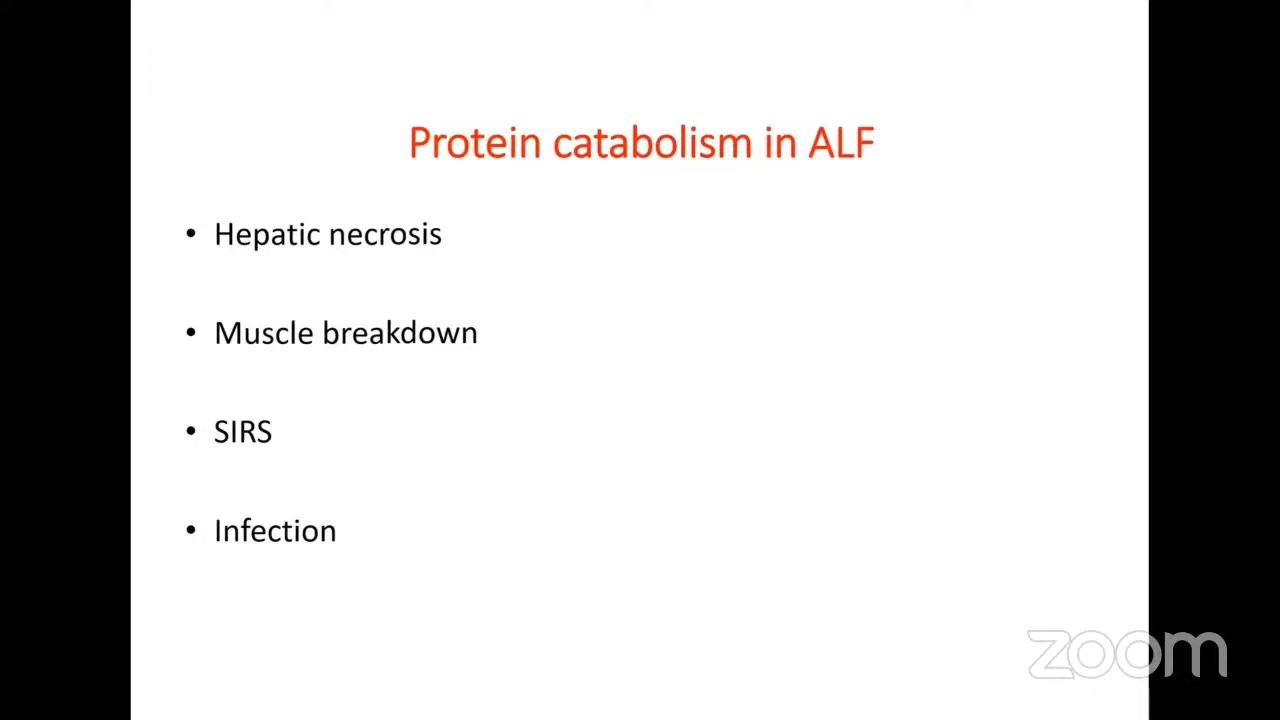 Protein catabolism in ALF
• Hepatic necrosis
• Muscle breakdown
• SIRS
• Infection
zoom